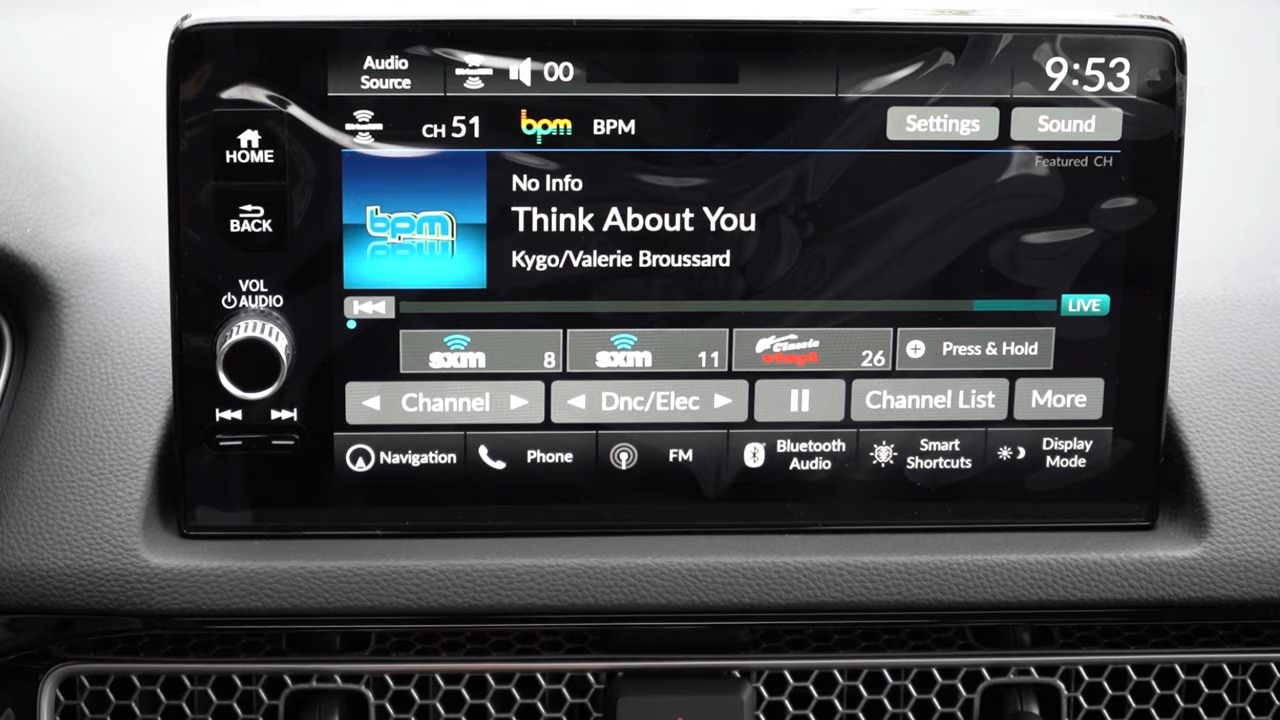 Audio
Source
00
9:53
CH 51
bpm
BPM
Settings
Sound
Featured CH
HOME
BACK
VOL
AUDIO
bpm
No Info
Think About You
Kygo/Valerie Broussard
LIVE
sxm 8
sxm 11
Classic
vinyl 26
Press & Hold
Channel
Dnc/Elec
Channel List
More
Navigation
Phone
FM
Bluetooth
Audio
Smart
Shortcuts
Display
Mode